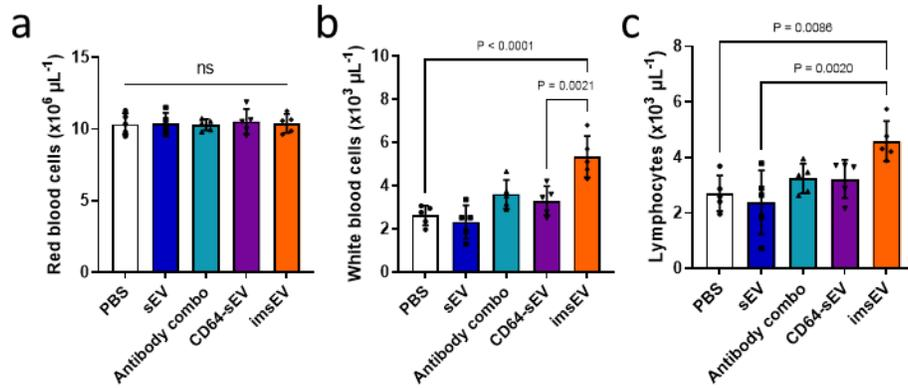 a
Red blood cells (x10⁶ µL⁻¹)
15
10
5
0
ns
PBS
sEV
Antibody combo
CD64-sEV
imsEV
b
White blood cells (x10³ µL⁻¹)
10
8
6
4
2
0
P < 0.0001
P = 0.0021
PBS
sEV
Antibody combo
CD64-sEV
imsEV
c
Lymphocytes (x10³ µL⁻¹)
8
6
4
2
0
P = 0.0086
P = 0.0020
PBS
sEV
Antibody combo
CD64-sEV
imsEV